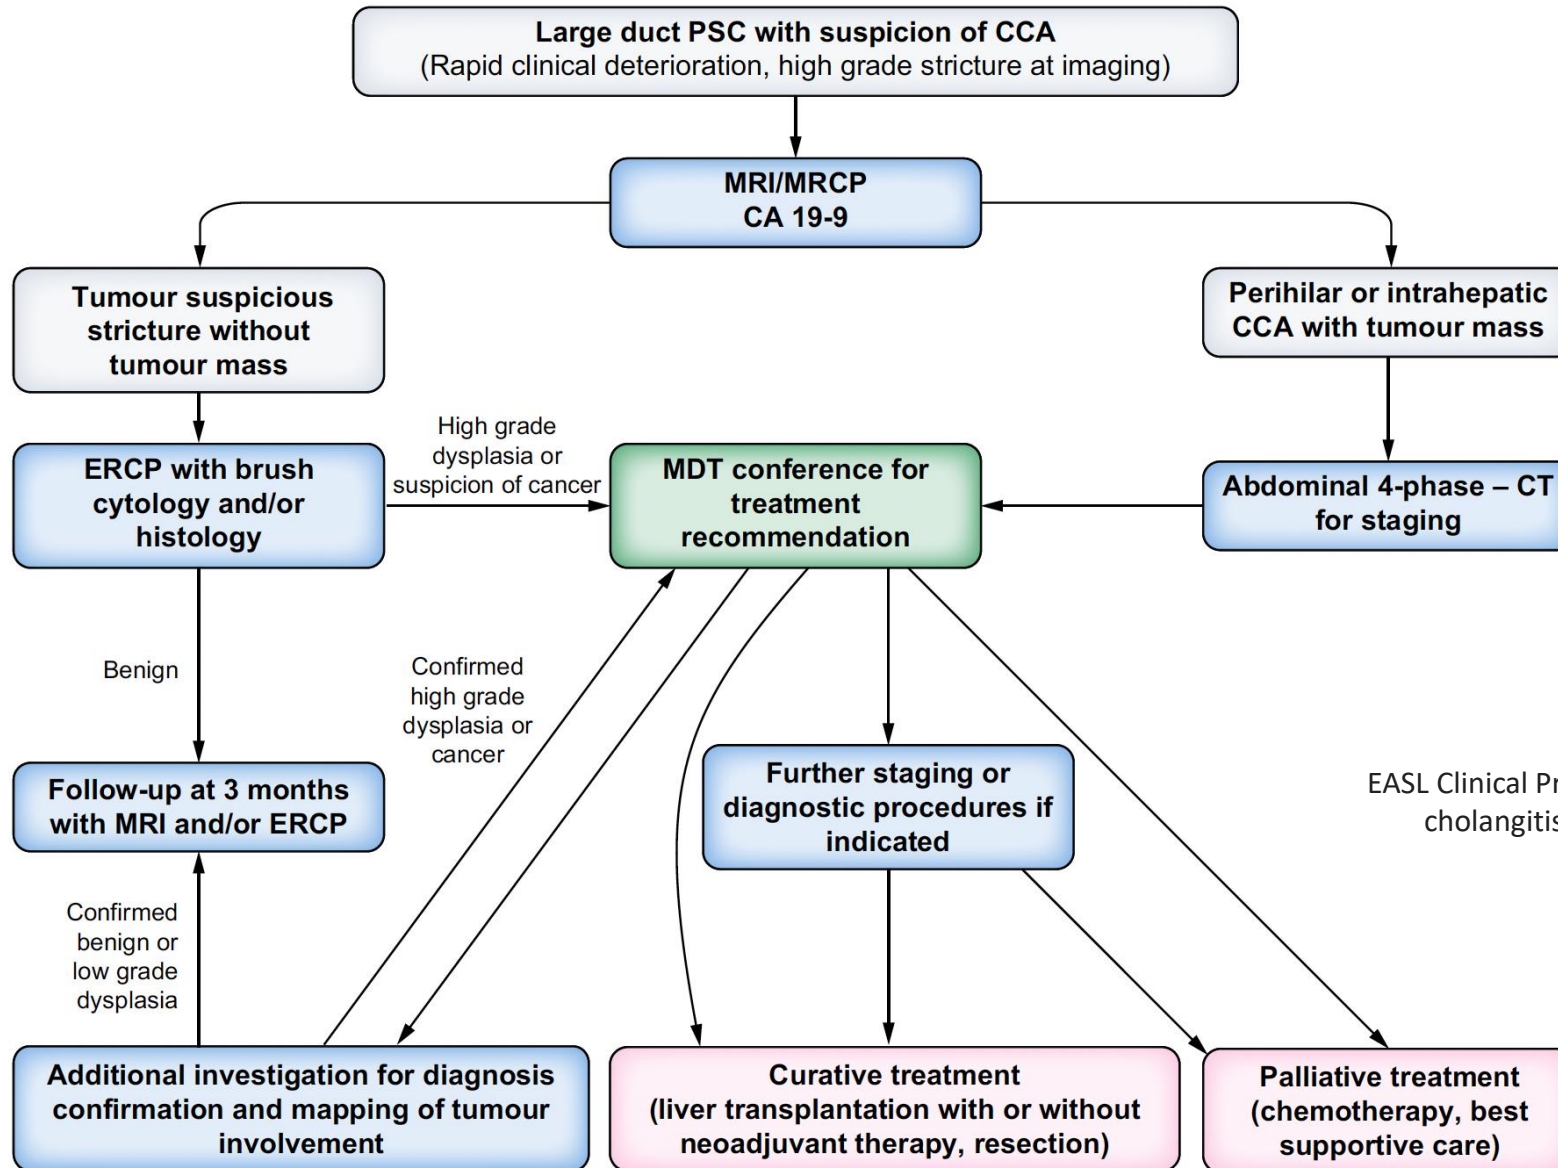 Large duct PSC with suspicion of CCA
(Rapid clinical deterioration, high grade stricture at imaging)
MRI/MRCP
CA 19-9
Tumour suspicious
stricture without
tumour mass
Perihilar or intrahepatic
CCA with tumour mass
ERCP with brush
cytology and/or
histology
High grade
dysplasia or
suspicion of cancer
MDT conference for
treatment
recommendation
Abdominal 4-phase – CT
for staging
Benign
Confirmed
high grade
dysplasia or
cancer
Follow-up at 3 months
with MRI and/or ERCP
Further staging or
diagnostic procedures if
indicated
EASL Clinical Pr
cholangitis
Confirmed
benign or
low grade
dysplasia
Additional investigation for diagnosis
confirmation and mapping of tumour
involvement
Curative treatment
(liver transplantation with or without
neoadjuvant therapy, resection)
Palliative treatment
(chemotherapy, best
supportive care)